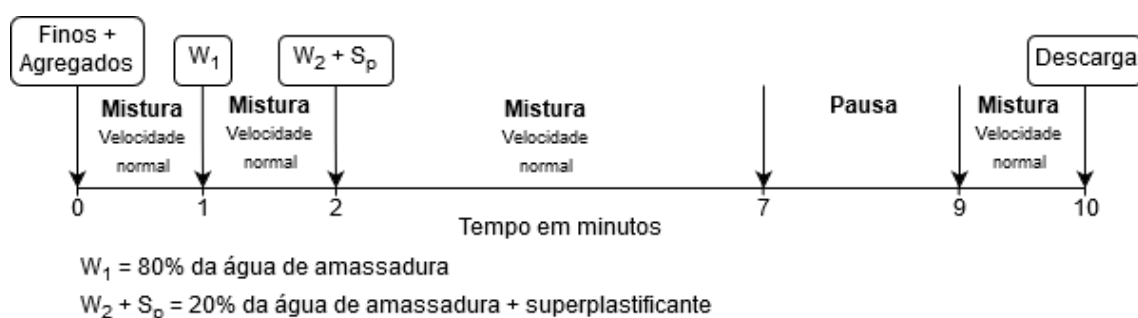 Finos +
Agregados
W₁
W₂ + Sₚ
Descarga
Mistura
Velocidade
normal
Mistura
Velocidade
normal
Mistura
Velocidade
normal
Pausa
Mistura
Velocidade
normal
0 1 2 7 9 10
Tempo em minutos
W₁ = 80% da água de amassadura
W₂ + Sₚ = 20% da água de amassadura + superplastificante